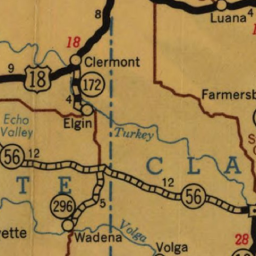 8
Luana
18
Clermont
9
18
172
4
Farmersb
Elgin
Echo
Valley
Turkey
56
12
C L A
T E
12
56
296
5
Volga
ette
Wadena
28
Volga